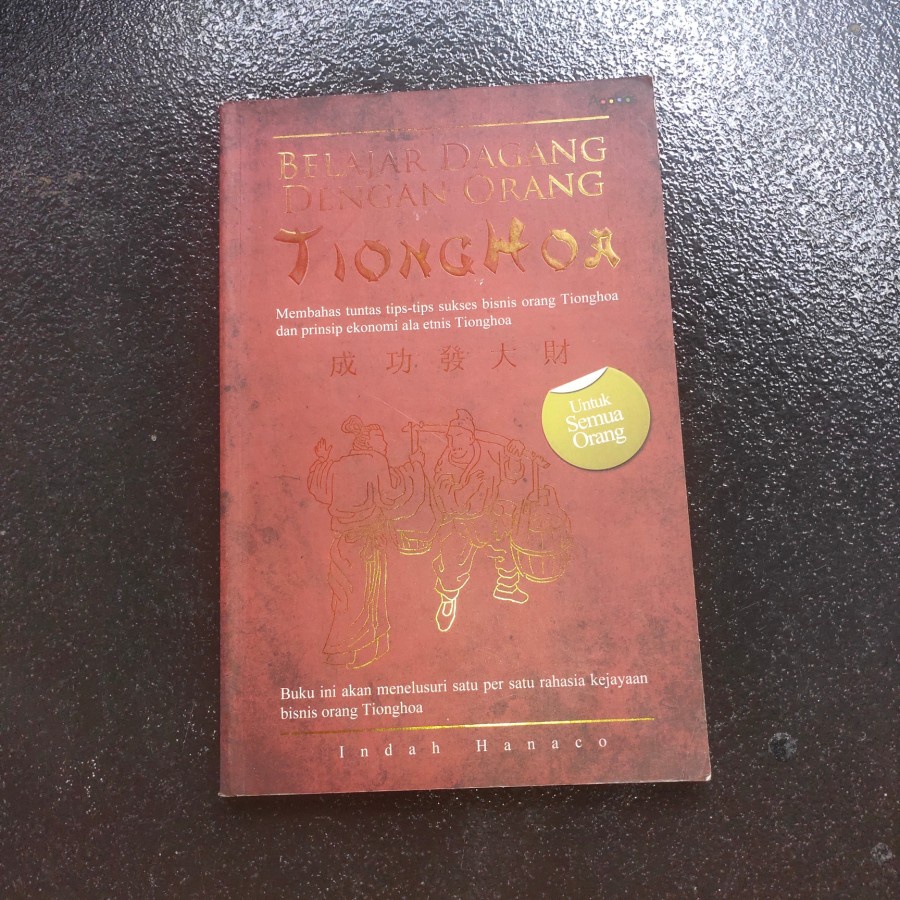 BELAJAR DAGANG
DENGAN ORANG
TIONGHOA
Membahas tuntas tips-tips sukses bisnis orang Tionghoa
dan prinsip ekonomi ala etnis Tionghoa
成功發大財
Untuk
Semua
Orang
Buku ini akan menelusuri satu per satu rahasia kejayaan
bisnis orang Tionghoa
Indah Hanaco